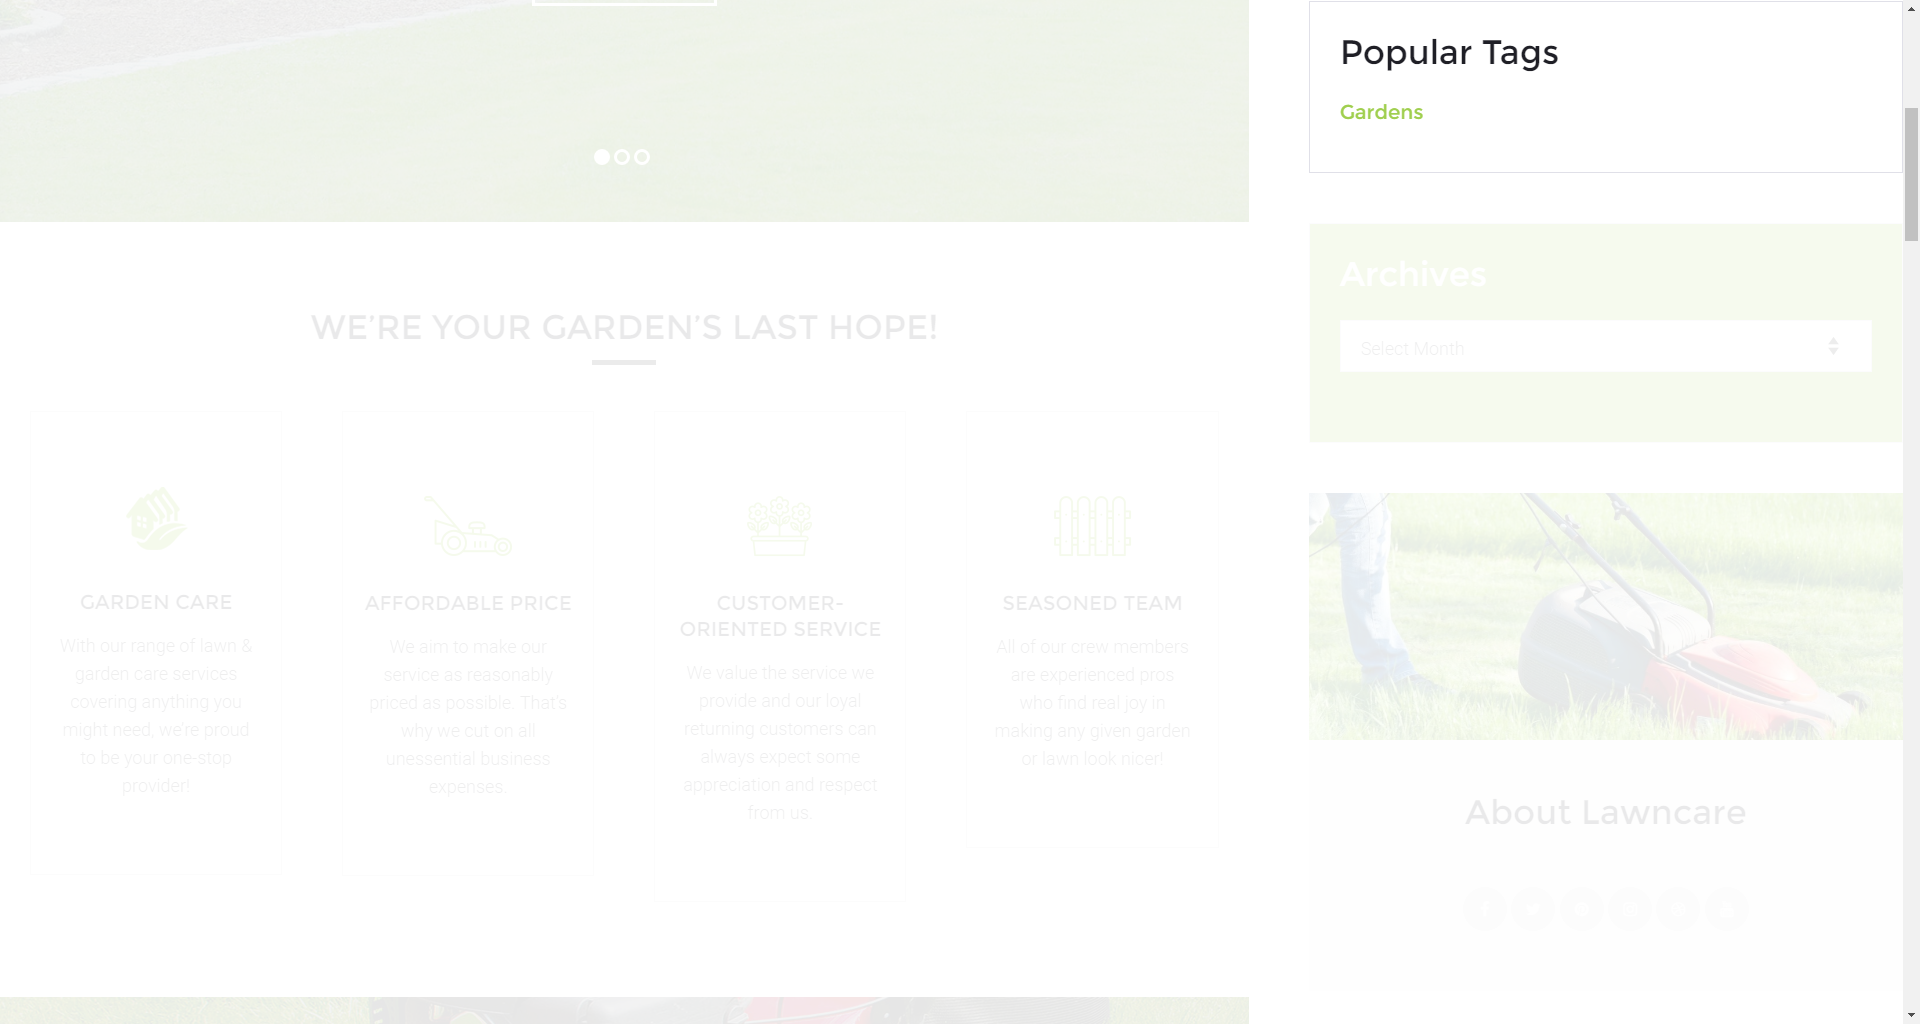 Popular Tags
Gardens
Archives
Select Month
WE’RE YOUR GARDEN’S LAST HOPE!
GARDEN CARE
With our range of lawn &
garden care services
covering anything you
might need, we're proud
to be your one-stop
provider!
AFFORDABLE PRICE
We aim to make our
service as reasonably
priced as possible. That's
why we cut on all
unessential business
expenses.
CUSTOMER-
ORIENTED SERVICE
We value the service we
provide and our loyal
returning customers can
always expect some
appreciation and respect
from us.
SEASONED TEAM
All of our crew members
are experienced pros
who find real joy in
making any given garden
or lawn look nicer!
About Lawncare